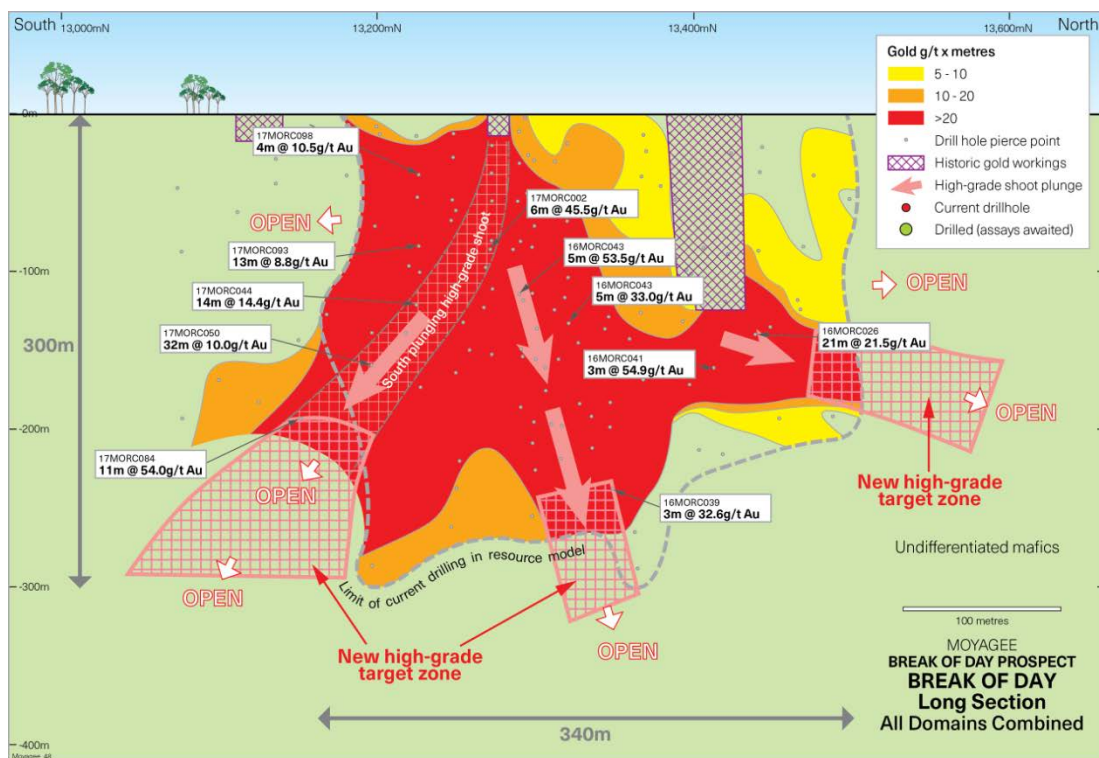 South
13,000mN
13,200mN
13,400mN
13,600mN
North
Gold g/t x metres
5 - 10
10 - 20
>20
Drill hole pierce point
Historic gold workings
High-grade shoot plunge
Current drillhole
Drilled (assays awaited)
0m
-100m
-200m
-300m
-400m
300m
17MORC098
4m @ 10.5g/t Au
OPEN
17MORC093
13m @ 8.8g/t Au
17MORC044
14m @ 14.4g/t Au
17MORC050
32m @ 10.0g/t Au
17MORC084
11m @ 54.0g/t Au
South plunging high-grade shoot
17MORC002
6m @ 45.5g/t Au
16MORC043
5m @ 53.5g/t Au
16MORC043
5m @ 33.0g/t Au
16MORC041
3m @ 54.9g/t Au
16MORC026
21m @ 21.5g/t Au
16MORC039
3m @ 32.6g/t Au
OPEN
OPEN
OPEN
OPEN
OPEN
New high-grade
target zone
Undifferentiated mafics
Limit of current drilling in resource model
New high-grade
target zone
340m
100 metres
MOYAGEE
BREAK OF DAY PROSPECT
BREAK OF DAY
Long Section
All Domains Combined